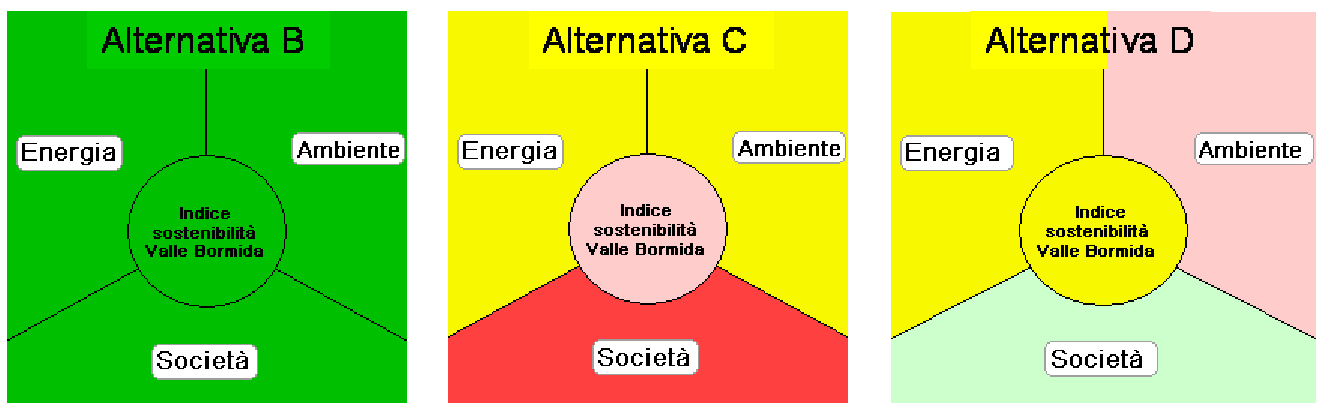 Alternativa B
Energia
Ambiente
Indice
sostenibilità
Valle Bormida
Società
Alternativa C
Energia
Ambiente
Indice
sostenibilità
Valle Bormida
Società
Alternativa D
Energia
Ambiente
Indice
sostenibilità
Valle Bormida
Società